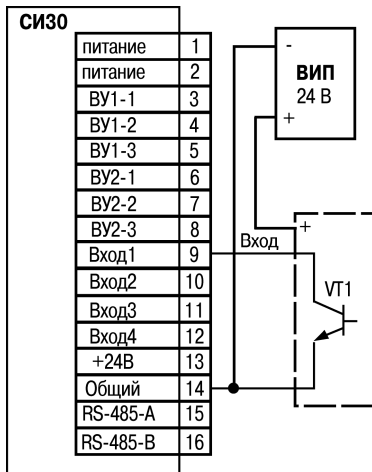 СИ30
питание 1
питание 2
ВУ1-1 3
ВУ1-2 4
ВУ1-3 5
ВУ2-1 6
ВУ2-2 7
ВУ2-3 8
Вход1 9
Вход2 10
Вход3 11
Вход4 12
+24В 13
Общий 14
RS-485-A 15
RS-485-B 16
-
ВИП
24 В
+
+
Вход
VT1